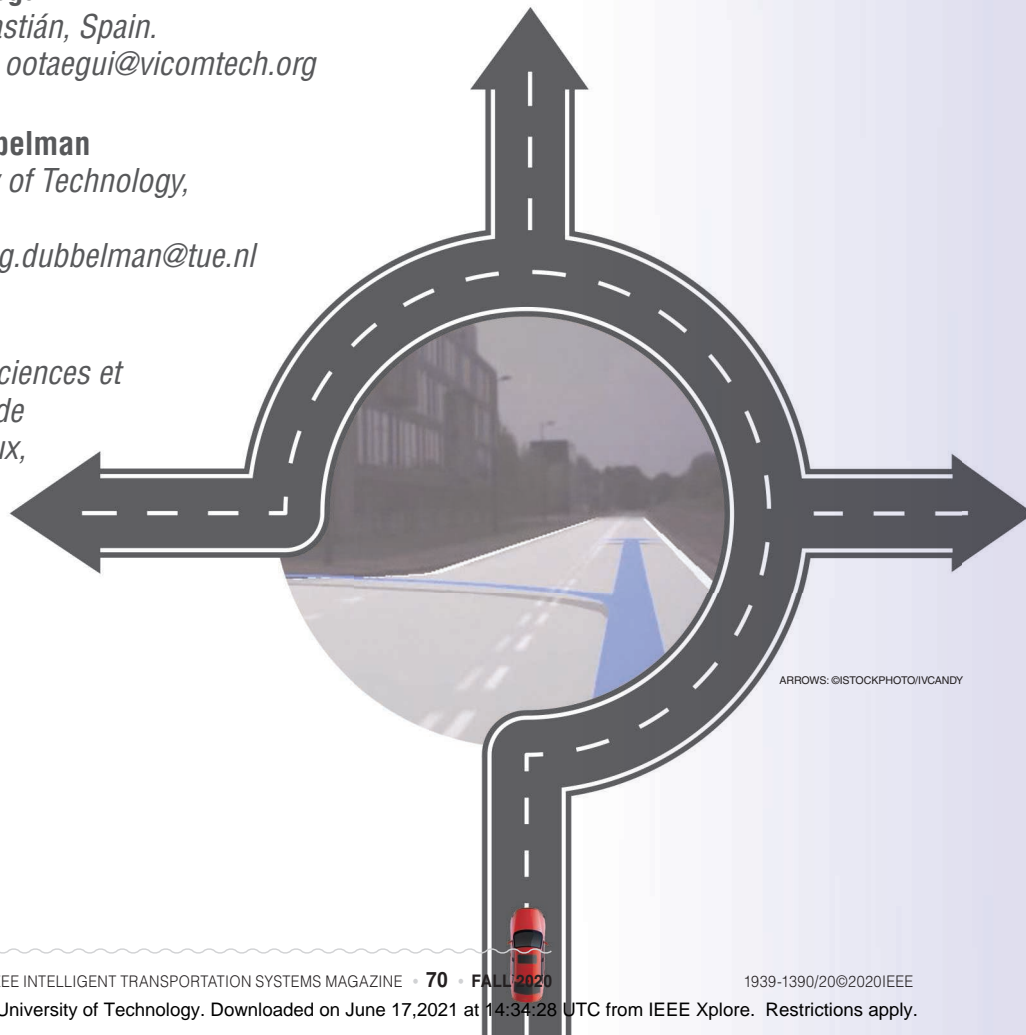 astián, Spain.
ootaegui@vicomtech.org
belman
of Technology,
g.dubbelman@tue.nl
ciences et
de
ux,
ARROWS: ©ISTOCKPHOTO/IVCANDY
EE INTELLIGENT TRANSPORTATION SYSTEMS MAGAZINE • 70 • FALL 2020
1939-1390/20©2020IEEE
University of Technology. Downloaded on June 17,2021 at 14:34:28 UTC from IEEE Xplore. Restrictions apply.